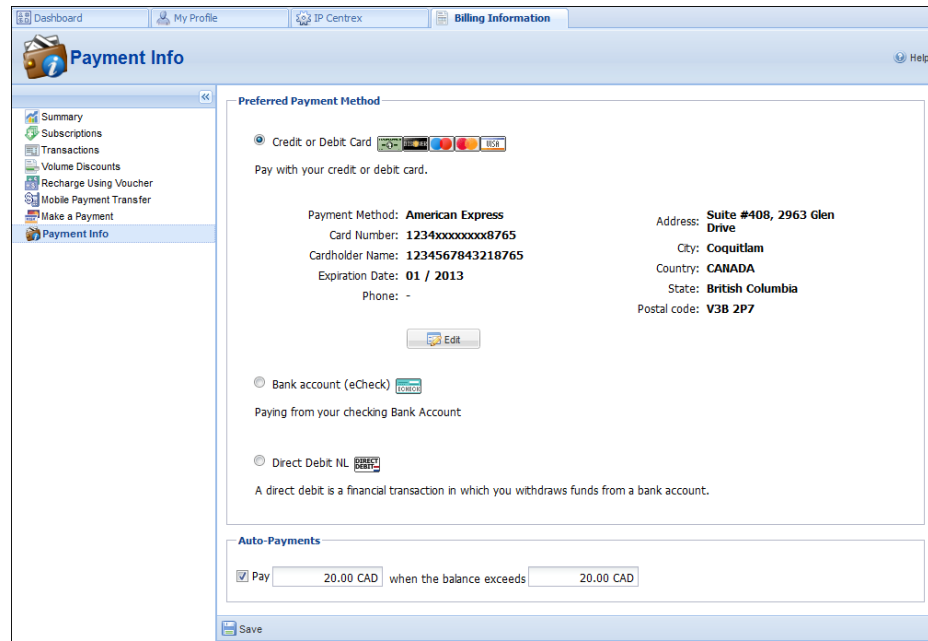 Dashboard
My Profile
IP Centrex
Billing Information
Payment Info
Help
Summary
Subscriptions
Transactions
Volume Discounts
Recharge Using Voucher
Mobile Payment Transfer
Make a Payment
Payment Info
Preferred Payment Method
Credit or Debit Card VISA
Pay with your credit or debit card.
Payment Method: American Express
Card Number: 1234xxxxxxxx8765
Cardholder Name: 1234567843218765
Expiration Date: 01 / 2013
Phone: -
Address: Suite #408, 2963 Glen
Drive
City: Coquitlam
Country: CANADA
State: British Columbia
Postal code: V3B 2P7
Edit
Bank account (eCheck) ECHECK
Paying from your checking Bank Account
Direct Debit NL DIRECT
DEBIT
A direct debit is a financial transaction in which you withdraws funds from a bank account.
Auto-Payments
Pay 20.00 CAD when the balance exceeds 20.00 CAD
Save